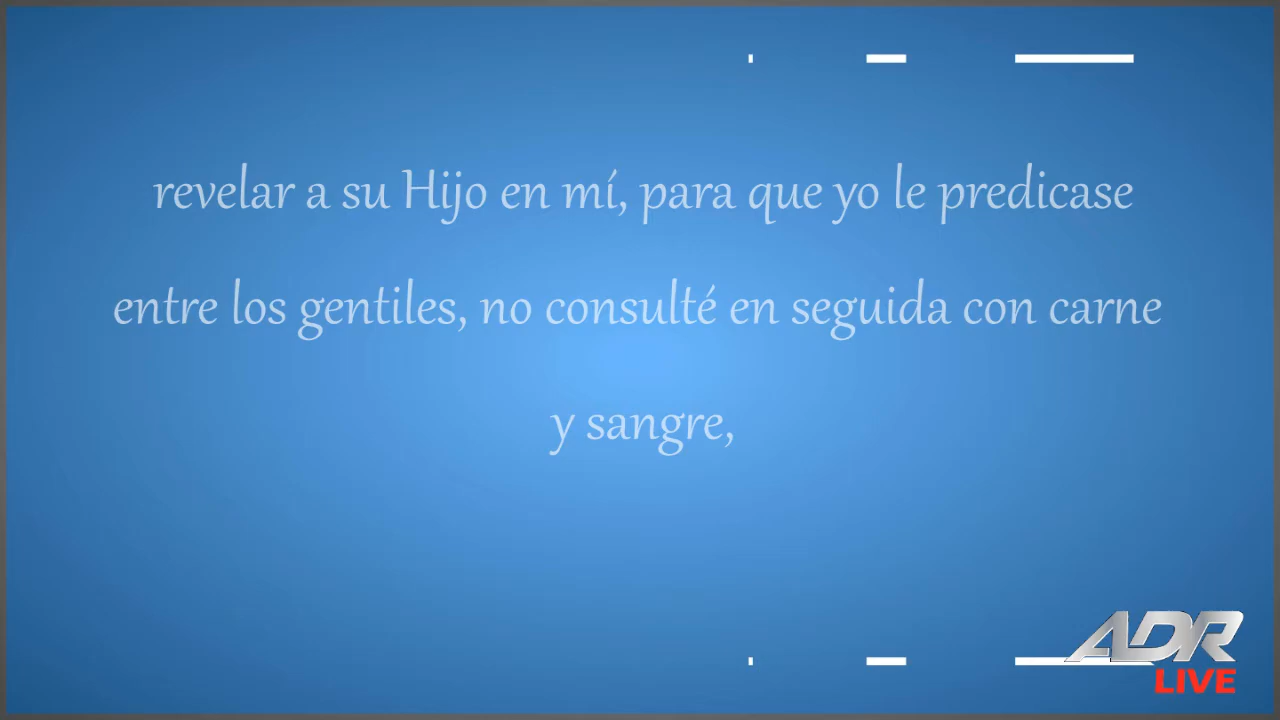 revelar a su Hijo en mí, para que yo le predicase
entre los gentiles, no consulté en seguida con carne
y sangre,
ADR
LIVE